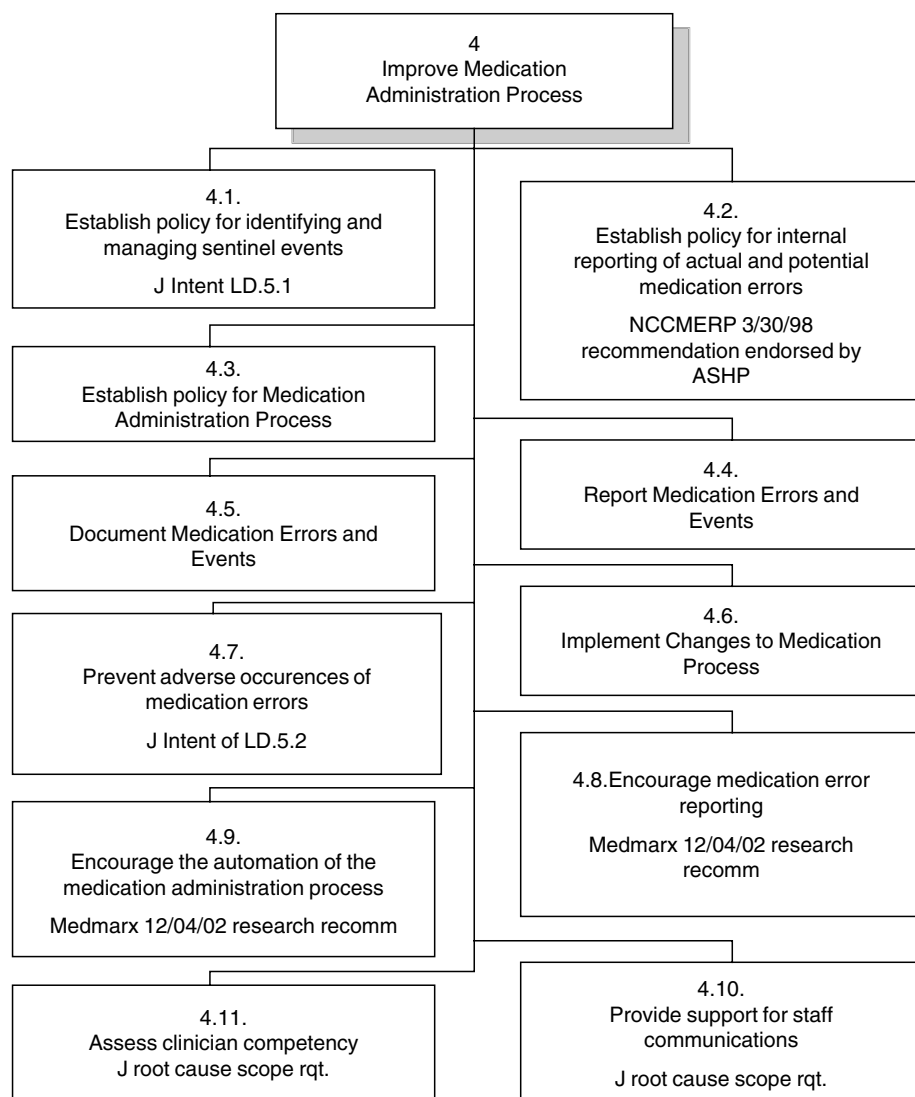 4
Improve Medication
Administration Process
4.1.
Establish policy for identifying and
managing sentinel events
J Intent LD.5.1
4.2.
Establish policy for internal
reporting of actual and potential
medication errors
NCCMERP 3/30/98
recommendation endorsed by
ASHP
4.3.
Establish policy for Medication
Administration Process
4.4.
Report Medication Errors and
Events
4.5.
Document Medication Errors and
Events
4.6.
Implement Changes to Medication
Process
4.7.
Prevent adverse occurences of
medication errors
J Intent of LD.5.2
4.8.Encourage medication error
reporting
Medmarx 12/04/02 research
recomm
4.9.
Encourage the automation of the
medication administration process
Medmarx 12/04/02 research recomm
4.10.
Provide support for staff
communications
J root cause scope rqt.
4.11.
Assess clinician competency
J root cause scope rqt.